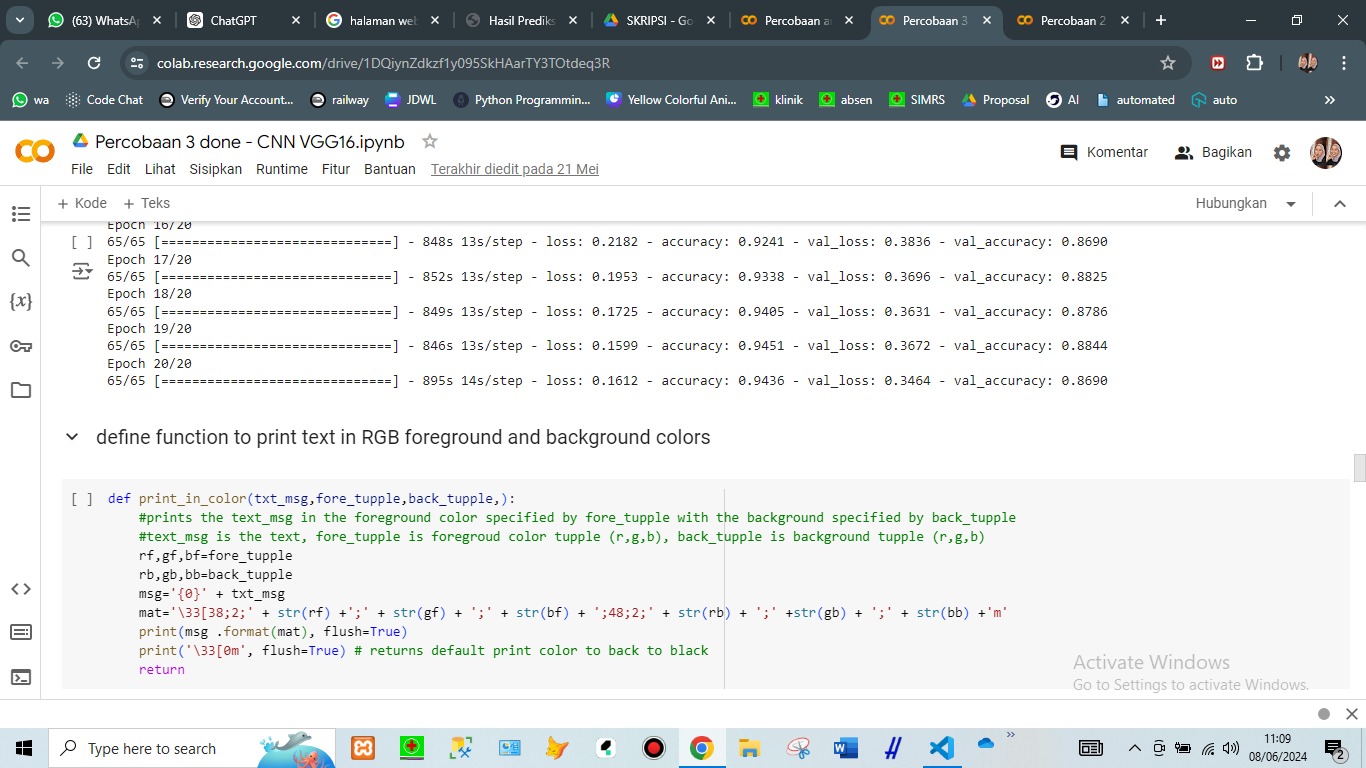 (63) WhatsA
ChatGPT
halaman web
Hasil Prediks
SKRIPSI - Go
Percobaan a
Percobaan 3
Percobaan 2
colab.research.google.com/drive/1DQiynZdkzf1y095SkHAarTY3TOtdeq3R
wa
Code Chat
Verify Your Account...
railway
JDWL
Python Programmin...
Yellow Colorful Ani...
klinik
absen
SIMRS
Proposal
AI
automated
auto
Percobaan 3 done - CNN VGG16.ipynb
File Edit Lihat Sisipkan Runtime Fitur Bantuan Terakhir diedit pada 21 Mei
Komentar
Bagikan
+ Kode + Teks
Hubungkan
Epoch 16/20
[ ] 65/65 [==============================] - 848s 13s/step - loss: 0.2182 - accuracy: 0.9241 - val_loss: 0.3836 - val_accuracy: 0.8690
Epoch 17/20
65/65 [==============================] - 852s 13s/step - loss: 0.1953 - accuracy: 0.9338 - val_loss: 0.3696 - val_accuracy: 0.8825
Epoch 18/20
65/65 [==============================] - 849s 13s/step - loss: 0.1725 - accuracy: 0.9405 - val_loss: 0.3631 - val_accuracy: 0.8786
Epoch 19/20
65/65 [==============================] - 846s 13s/step - loss: 0.1599 - accuracy: 0.9451 - val_loss: 0.3672 - val_accuracy: 0.8844
Epoch 20/20
65/65 [==============================] - 895s 14s/step - loss: 0.1612 - accuracy: 0.9436 - val_loss: 0.3464 - val_accuracy: 0.8690
define function to print text in RGB foreground and background colors
[ ] def print_in_color(txt_msg,fore_tupple,back_tupple,):
#prints the text_msg in the foreground color specified by fore_tupple with the background specified by back_tupple
#text_msg is the text, fore_tupple is foregroud color tupple (r,g,b), back_tupple is background tupple (r,g,b)
rf,gf,bf=fore_tupple
rb,gb,bb=back_tupple
msg='{0}' + txt_msg
mat='\33[38;2;' + str(rf) +';' + str(gf) + ';' + str(bf) + ';48;2;' + str(rb) + ';' +str(gb) + ';' + str(bb) +'m'
print(msg .format(mat), flush=True)
print('\33[0m', flush=True) # returns default print color to back to black
return
Activate Windows
Go to Settings to activate Windows.
Type here to search
11:09
08/06/2024
2